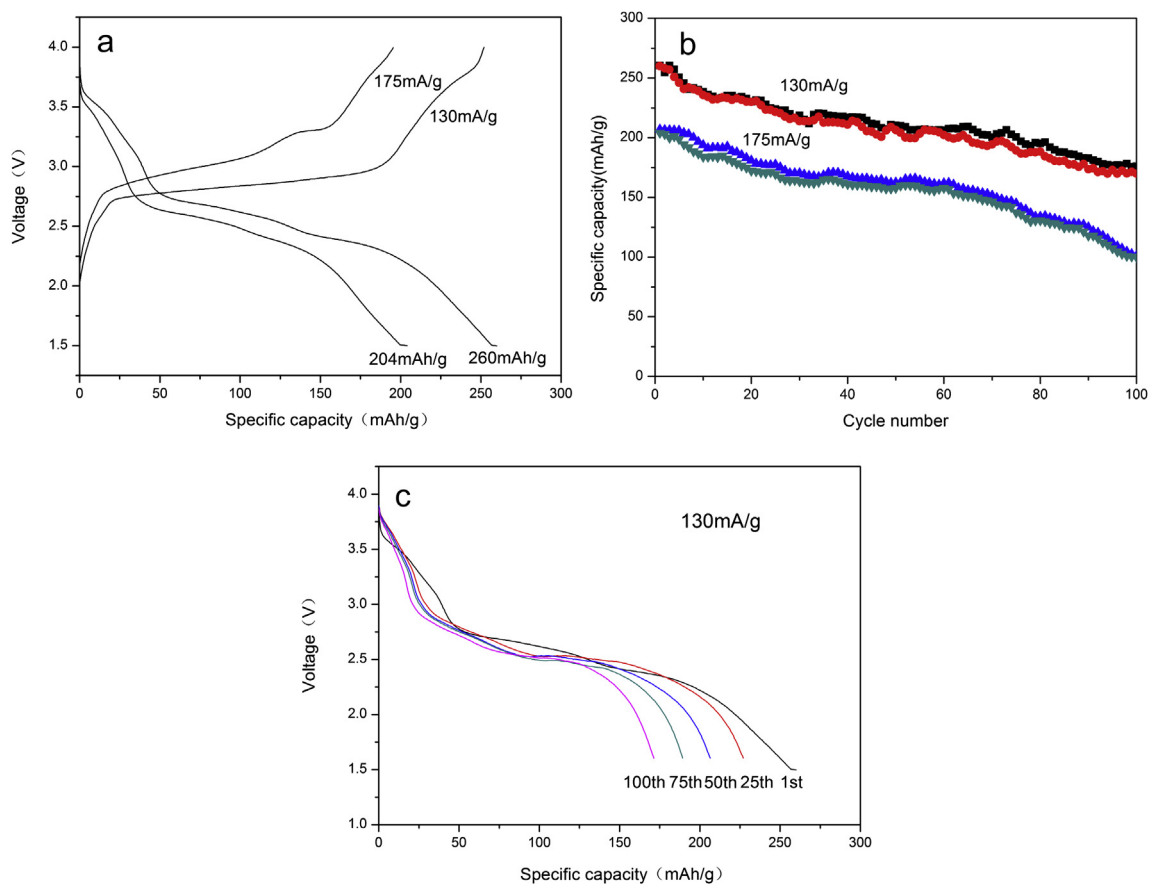 a
4.0
3.5
3.0
2.5
2.0
1.5
Voltage（V）
175mA/g
130mA/g
204mAh/g
260mAh/g
0
50
100
150
200
250
300
Specific capacity（mAh/g）
b
300
250
200
150
100
50
0
Specific capacity(mAh/g)
130mA/g
175mA/g
0
20
40
60
80
100
Cycle number
c
130mA/g
4.0
3.5
3.0
2.5
2.0
1.5
1.0
Voltage（V）
100th 75th 50th 25th 1st
0
50
100
150
200
250
300
Specific capacity（mAh/g）